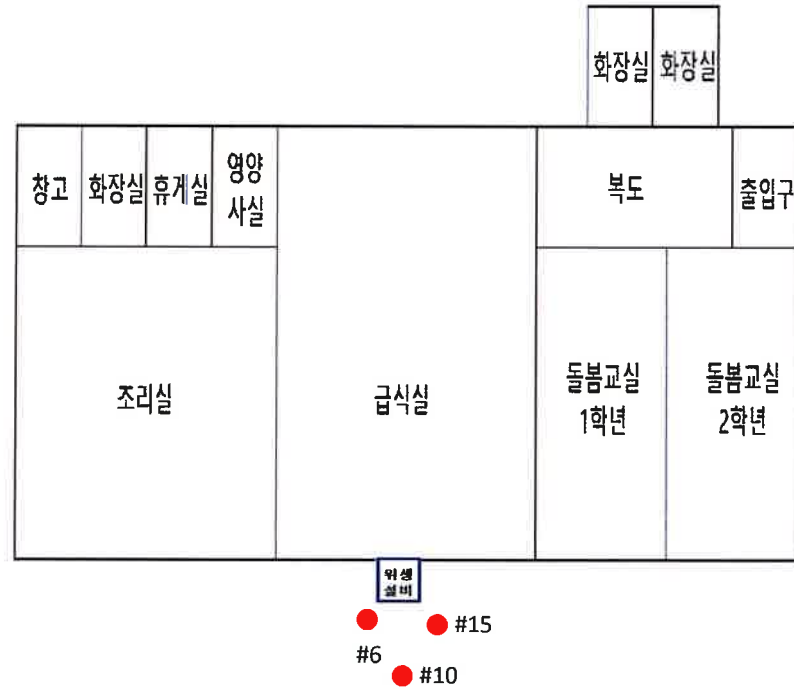 화장실 화장실
창고 화장실 휴게실 영양
사실
복도
출입구
조리실
급식실
돌봄교실
1학년
돌봄교실
2학년
위생
설비
#15
#6
#10